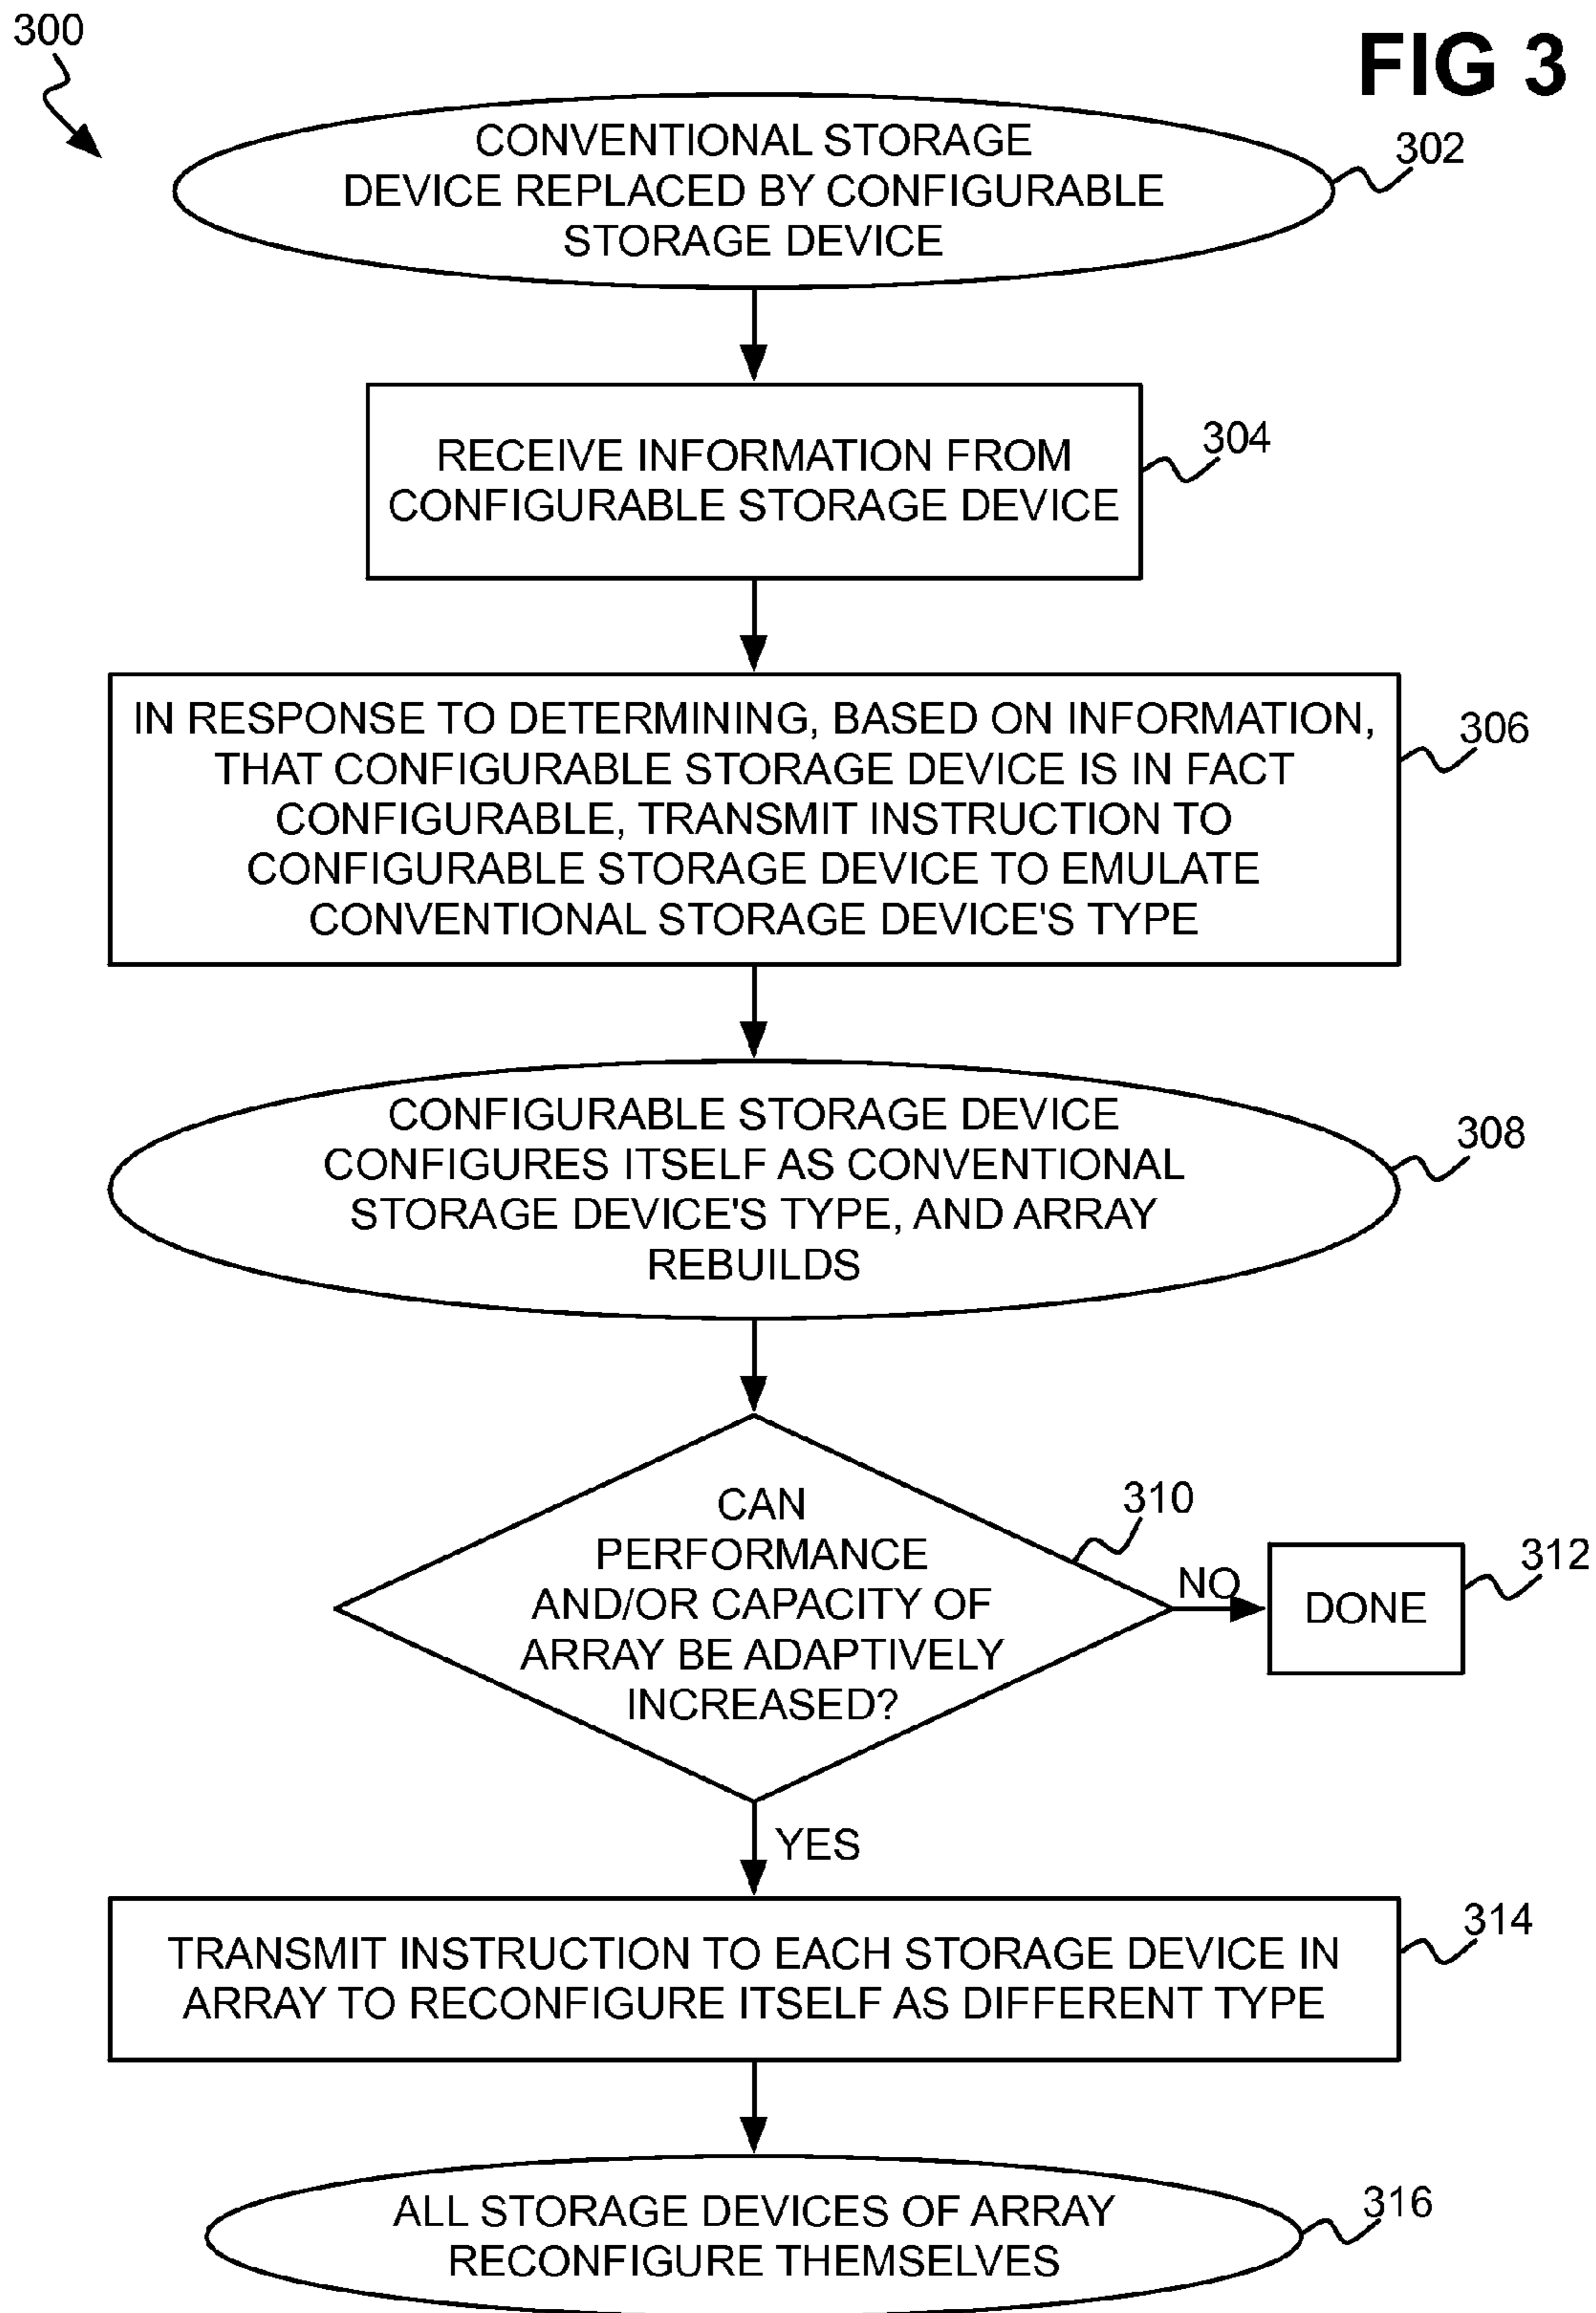 300
FIG 3
CONVENTIONAL STORAGE
DEVICE REPLACED BY CONFIGURABLE
STORAGE DEVICE
302
RECEIVE INFORMATION FROM
CONFIGURABLE STORAGE DEVICE
304
IN RESPONSE TO DETERMINING, BASED ON INFORMATION,
THAT CONFIGURABLE STORAGE DEVICE IS IN FACT
CONFIGURABLE, TRANSMIT INSTRUCTION TO
CONFIGURABLE STORAGE DEVICE TO EMULATE
CONVENTIONAL STORAGE DEVICE'S TYPE
306
CONFIGURABLE STORAGE DEVICE
CONFIGURES ITSELF AS CONVENTIONAL
STORAGE DEVICE'S TYPE, AND ARRAY
REBUILDS
308
CAN
PERFORMANCE
AND/OR CAPACITY OF
ARRAY BE ADAPTIVELY
INCREASED?
310
NO
DONE
312
YES
TRANSMIT INSTRUCTION TO EACH STORAGE DEVICE IN
ARRAY TO RECONFIGURE ITSELF AS DIFFERENT TYPE
314
ALL STORAGE DEVICES OF ARRAY
RECONFIGURE THEMSELVES
316